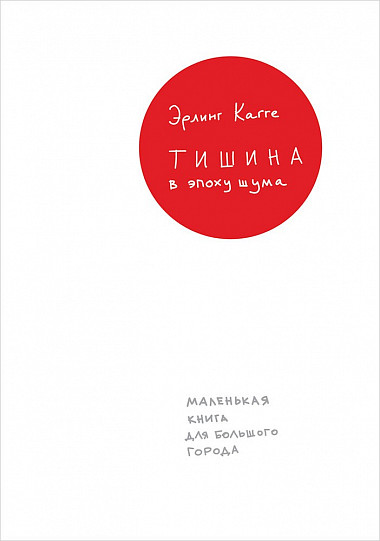 Эрлинг Кагге
ТИШИНА
в эпоху шума
МАЛЕНЬКАЯ
КНИГА
ДЛЯ БОЛЬШОГО
ГОРОДА